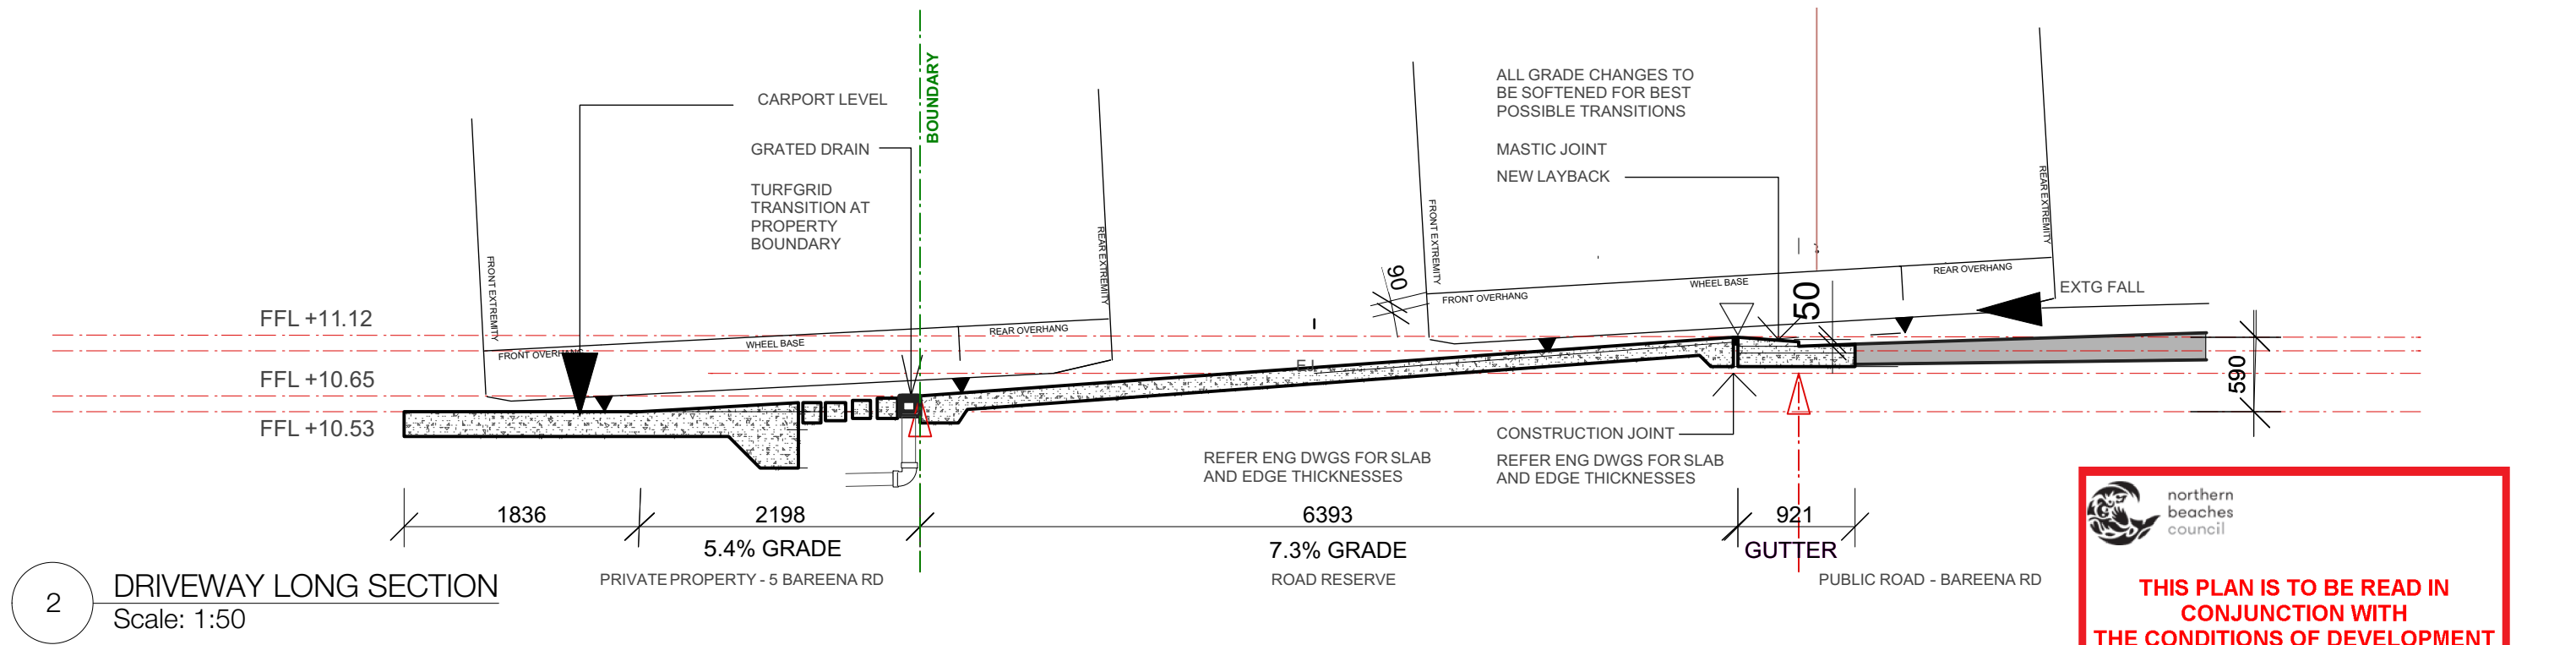 CARPORT LEVEL
GRATED DRAIN
TURFGRID
TRANSITION AT
PROPERTY
BOUNDARY
BOUNDARY
ALL GRADE CHANGES TO
BE SOFTENED FOR BEST
POSSIBLE TRANSITIONS
MASTIC JOINT
NEW LAYBACK
FRONT EXTREMITY
REAR EXTREMITY
FRONT EXTREMITY
REAR EXTREMITY
FRONT OVERHANG
WHEEL BASE
REAR OVERHANG
FRONT OVERHANG
WHEEL BASE
REAR OVERHANG
90
50
EXTG FALL
590
FFL +11.12
FFL +10.65
FFL +10.53
EJ
CONSTRUCTION JOINT
REFER ENG DWGS FOR SLAB
AND EDGE THICKNESSES
REFER ENG DWGS FOR SLAB
AND EDGE THICKNESSES
1836
2198
6393
921
5.4% GRADE
7.3% GRADE
GUTTER
PRIVATE PROPERTY - 5 BAREENA RD
ROAD RESERVE
PUBLIC ROAD - BAREENA RD
2
DRIVEWAY LONG SECTION
Scale: 1:50
northern
beaches
council
THIS PLAN IS TO BE READ IN
CONJUNCTION WITH
THE CONDITIONS OF DEVELOPMENT